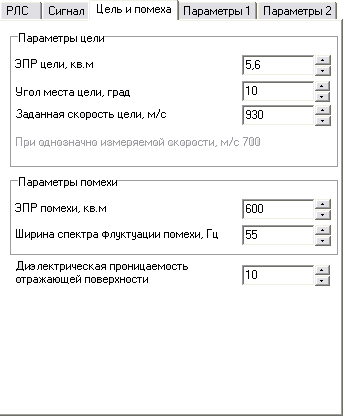 РЛС Сигнал Цель и помеха Параметры 1 Параметры 2
Параметры цели
ЭПР цели, кв.м 5,6
Угол места цели, град 10
Заданная скорость цели, м/с 930
При однозначно измеряемой скорости, м/с 700
Параметры помехи
ЭПР помехи, кв.м 600
Ширина спектра флуктуации помехи, Гц 55
Диэлектрическая проницаемость
отражающей поверхности 10